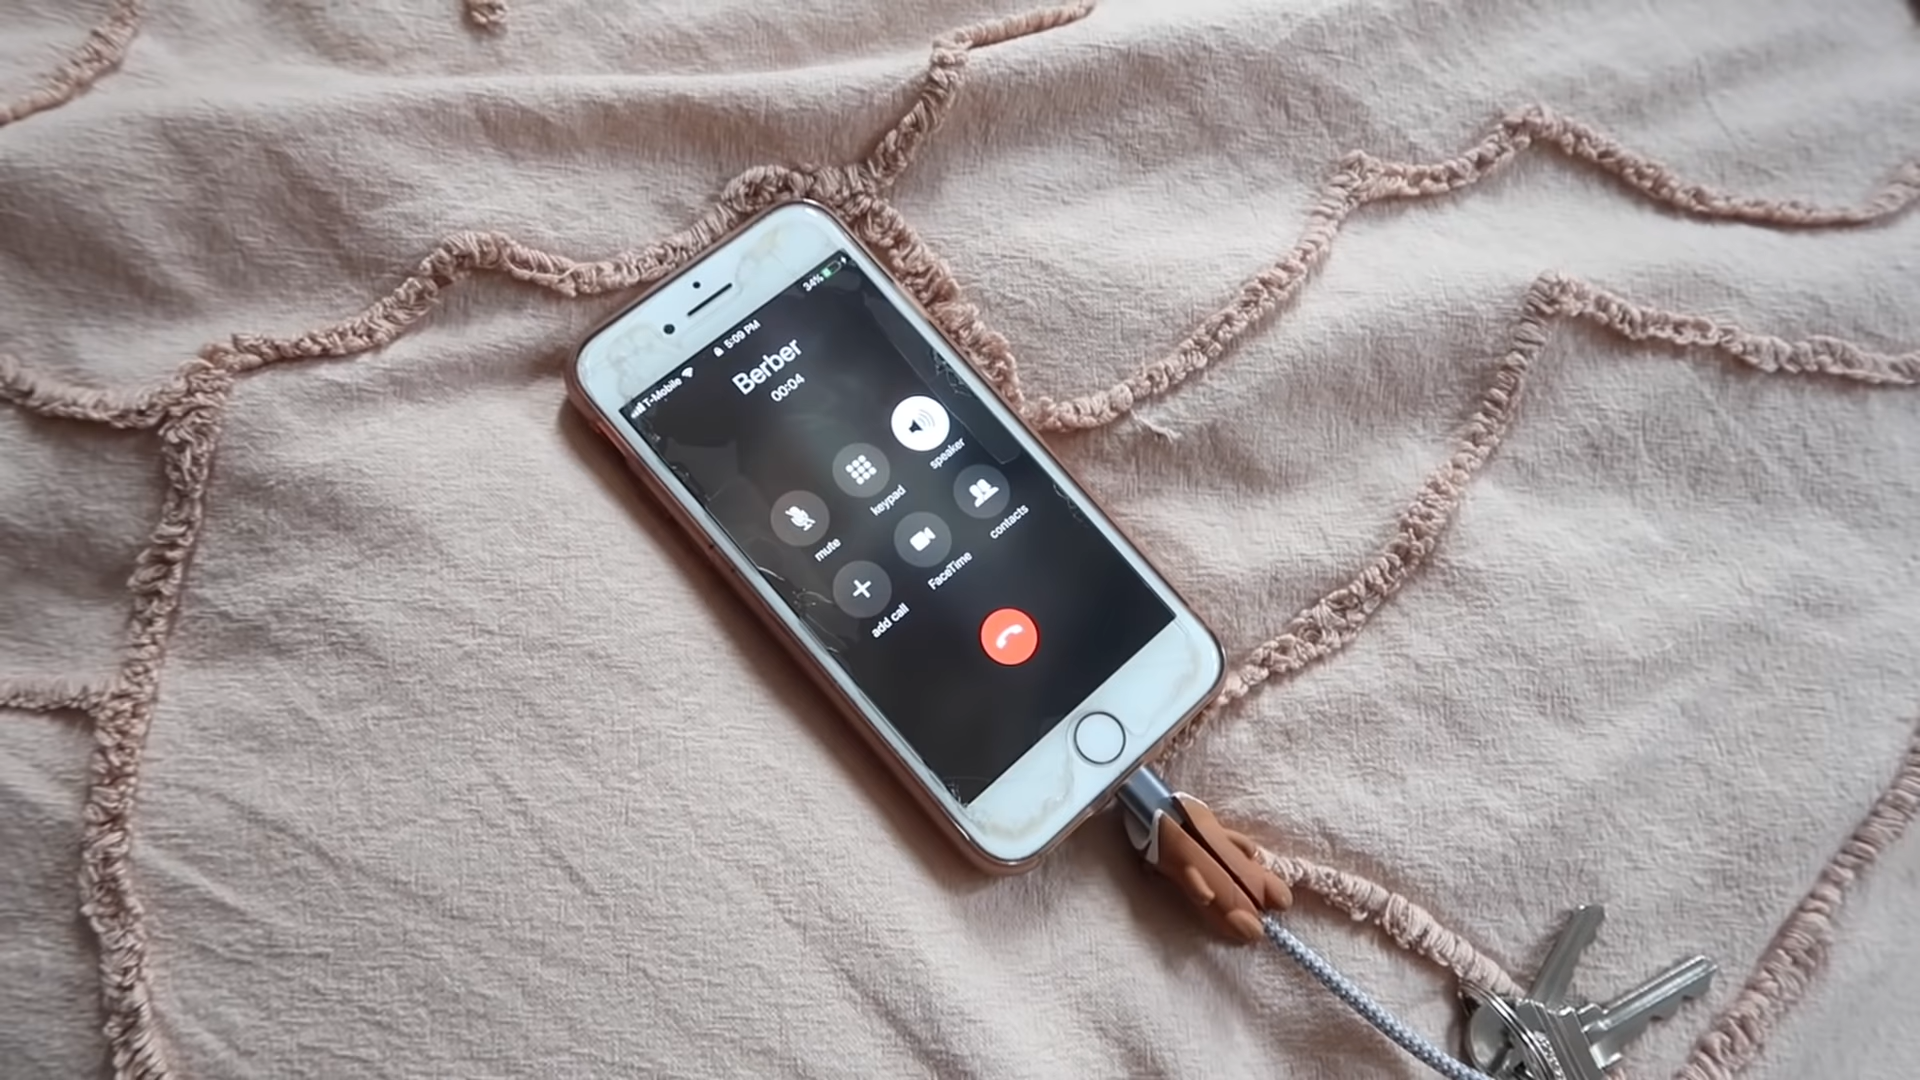 T-Mobile 5:09 PM 34%
Berber
00:04
mute keypad speaker
add call FaceTime contacts